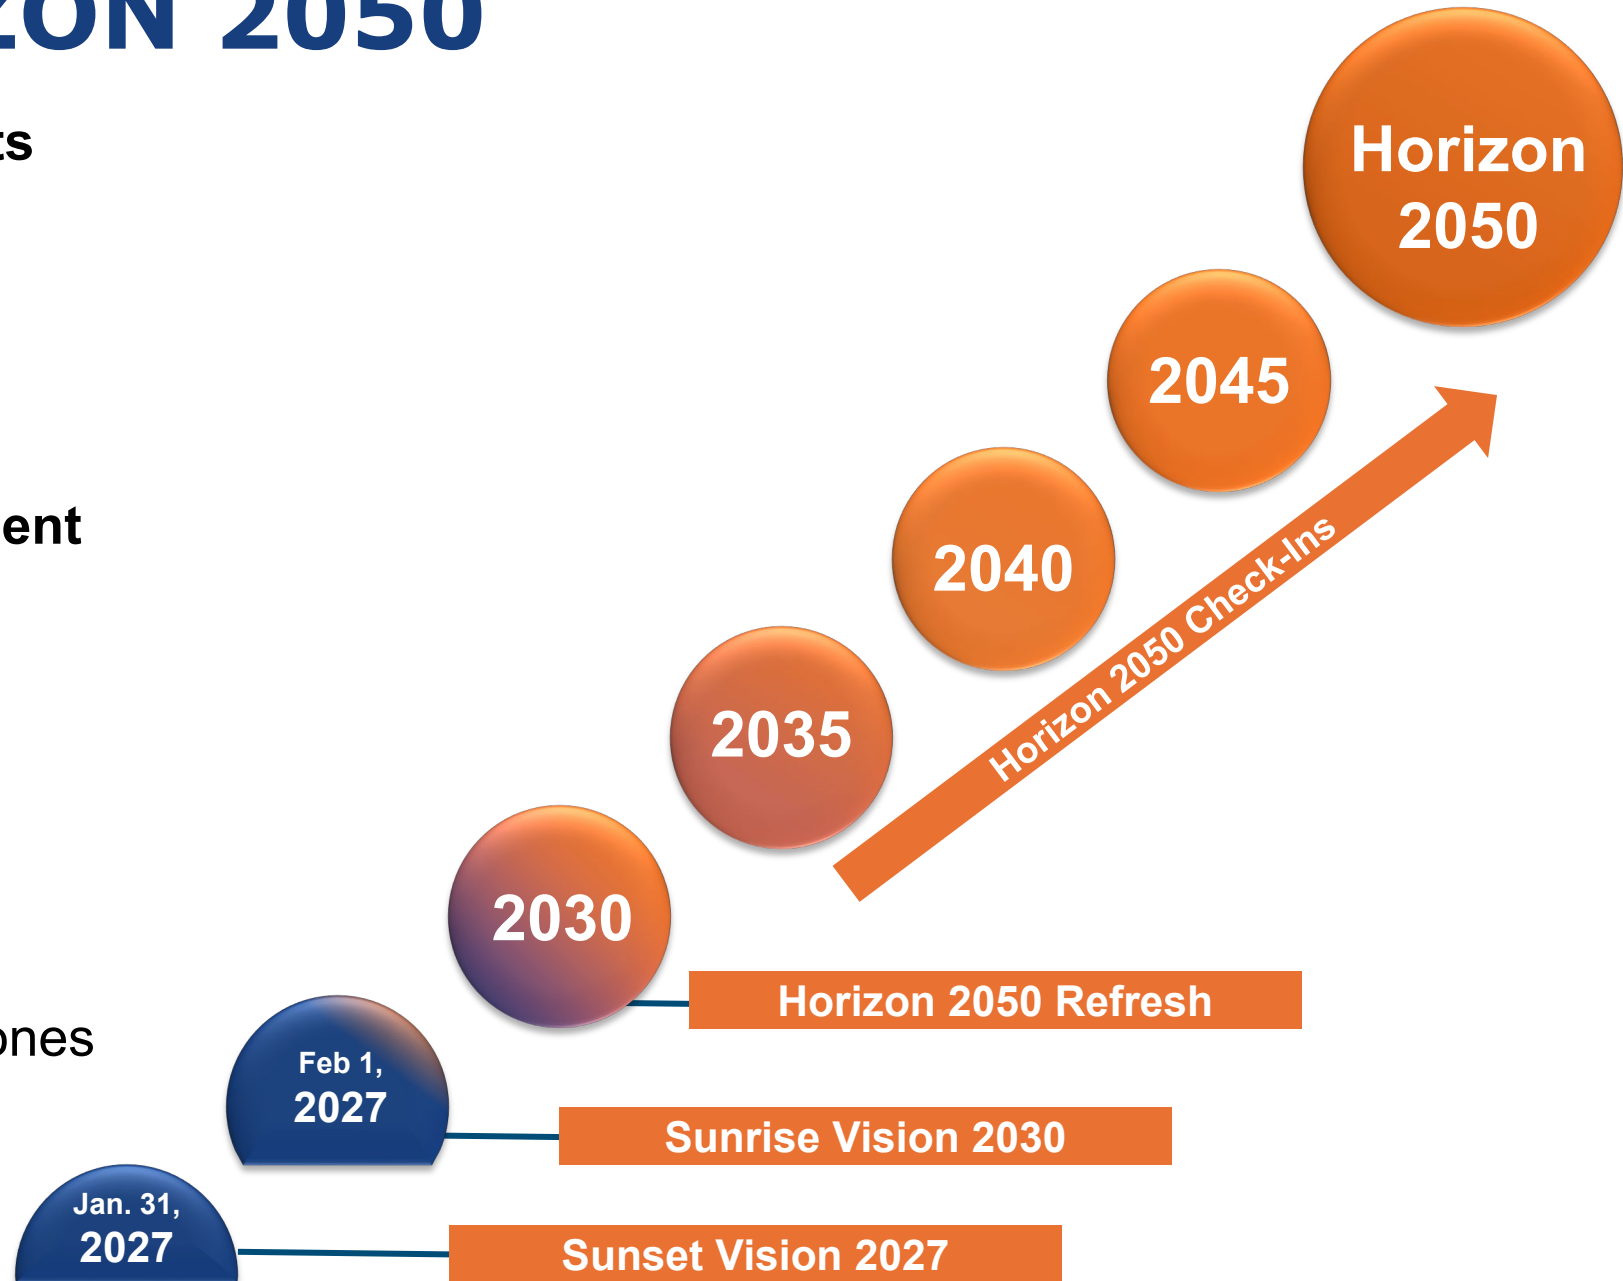 ZON 2050
ts
Horizon
2050
2045
ent
2040
Horizon 2050 Check-Ins
2035
2030
Horizon 2050 Refresh
ones
Feb 1,
2027
Sunrise Vision 2030
Jan. 31,
2027
Sunset Vision 2027